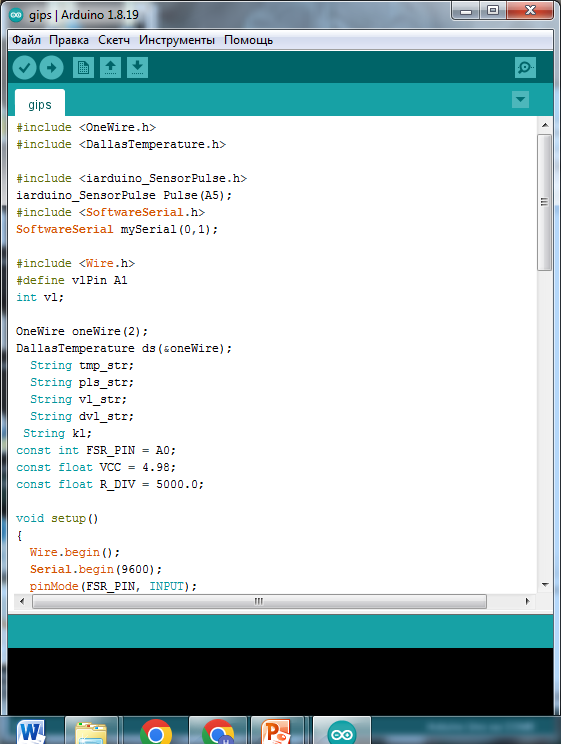 gips | Arduino 1.8.19
Файл Правка Скетч Инструменты Помощь
gips
#include <OneWire.h>
#include <DallasTemperature.h>
#include <iarduino_SensorPulse.h>
iarduino_SensorPulse Pulse(A5);
#include <SoftwareSerial.h>
SoftwareSerial mySerial(0,1);
#include <Wire.h>
#define vlPin A1
int vl;
OneWire oneWire(2);
DallasTemperature ds(&oneWire);
String tmp_str;
String pls_str;
String vl_str;
String dvl_str;
String kl;
const int FSR_PIN = A0;
const float VCC = 4.98;
const float R_DIV = 5000.0;
void setup()
{
Wire.begin();
Serial.begin(9600);
pinMode(FSR_PIN, INPUT);